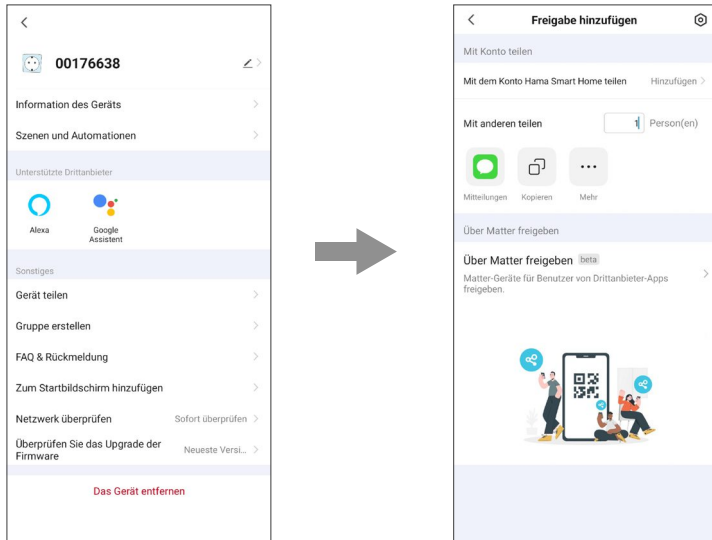 00176638
Information des Geräts
Szenen und Automationen
Unterstützte Drittanbieter
Alexa
Google
Assistent
Sonstiges
Gerät teilen
Gruppe erstellen
FAQ & Rückmeldung
Zum Startbildschirm hinzufügen
Netzwerk überprüfen Sofort überprüfen
Überprüfen Sie das Upgrade der
Firmware
Neueste Versi...
Das Gerät entfernen
Freigabe hinzufügen
Mit Konto teilen
Mit dem Konto Hama Smart Home teilen Hinzufügen
Mit anderen teilen 1 Person(en)
Mitteilungen Kopieren Mehr
Über Matter freigeben
Über Matter freigeben beta
Matter-Geräte für Benutzer von Drittanbieter-Apps
freigeben.